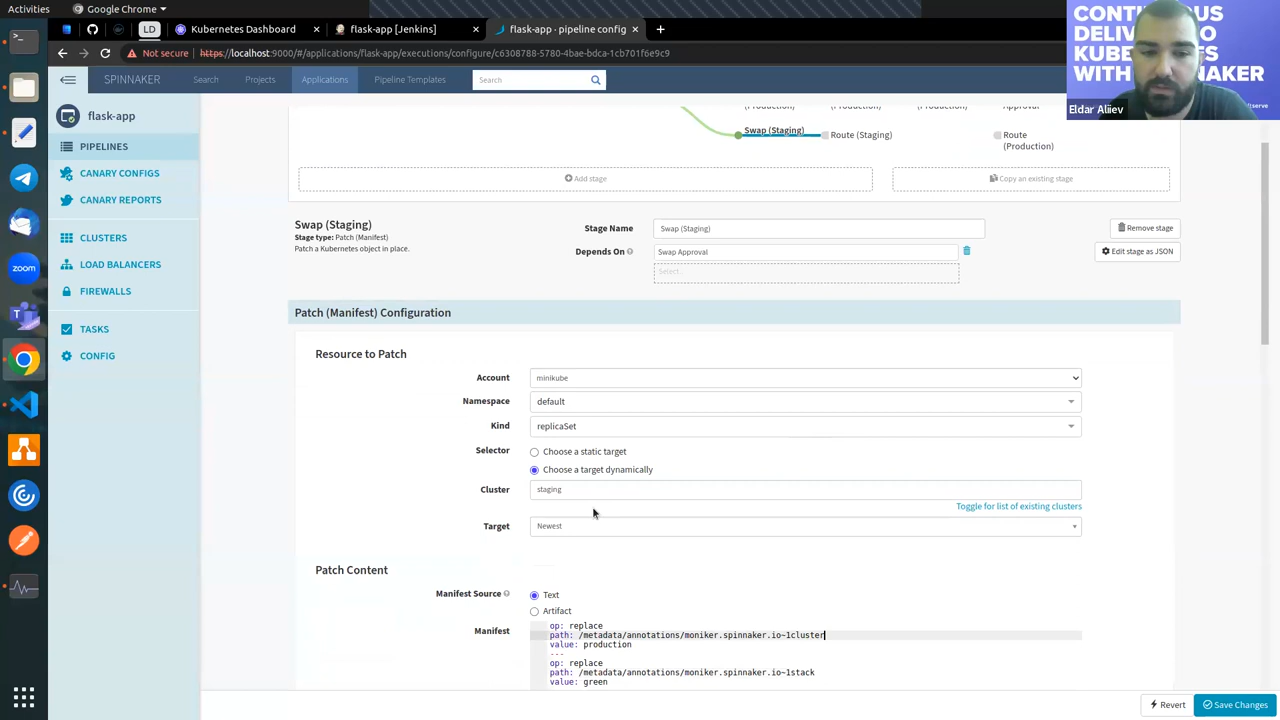 Activities
Google Chrome
LD
Kubernetes Dashboard
flask-app [Jenkins]
flask-app · pipeline config
Not secure
https://localhost:9000/#/applications/flask-app/executions/configure/c6308788-5780-4bae-bdca-1cb701f6e9c9
SPINNAKER
Search
Projects
Applications
Pipeline Templates
Search
Eldar Aliiev
flask-app
PIPELINES
CANARY CONFIGS
CANARY REPORTS
CLUSTERS
LOAD BALANCERS
FIREWALLS
TASKS
CONFIG
(Production)
(Production)
Approval
Swap (Staging)
Route (Staging)
Route
(Production)
Add stage
Copy an existing stage
Swap (Staging)
Stage type: Patch (Manifest)
Patch a Kubernetes object in place.
Stage Name
Swap (Staging)
Remove stage
Depends On
Swap Approval
Edit stage as JSON
Select...
Patch (Manifest) Configuration
Resource to Patch
Account
minikube
Namespace
default
Kind
replicaSet
Selector
Choose a static target
Choose a target dynamically
Cluster
staging
Toggle for list of existing clusters
Target
Newest
Patch Content
Manifest Source
Text
Artifact
Manifest
op: replace
path: /metadata/annotations/moniker.spinnaker.io~1cluster
value: production
---
op: replace
path: /metadata/annotations/moniker.spinnaker.io~1stack
value: green
Revert
Save Changes